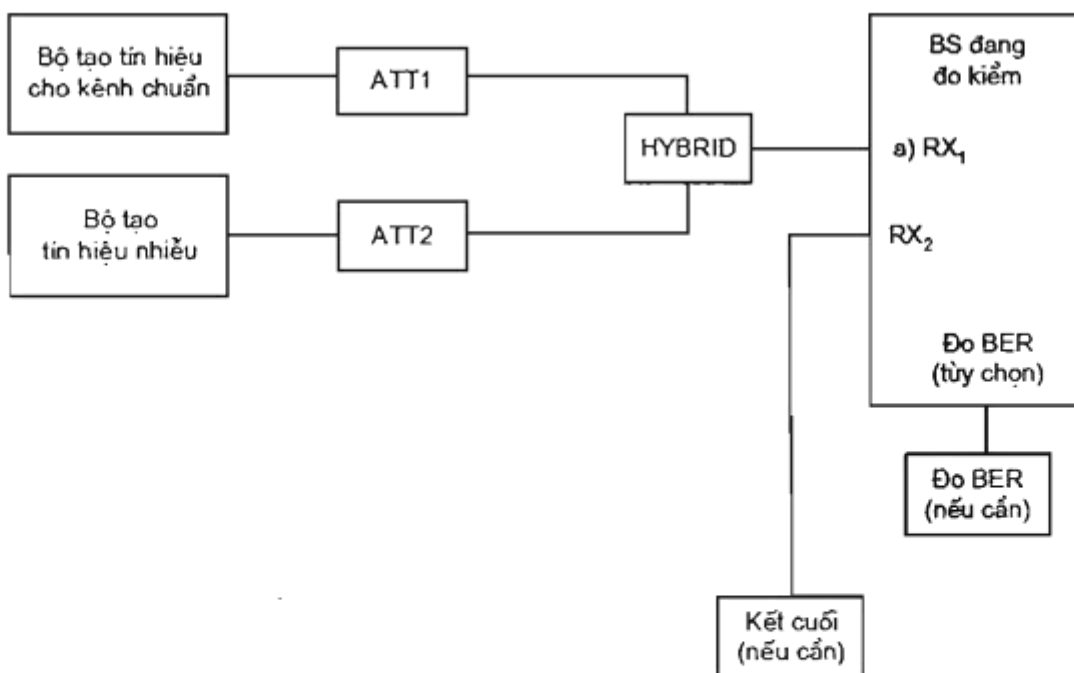 Bộ tạo tín hiệu
cho kênh chuẩn
ATT1
HYBRID
BS đang
đo kiểm
a) RX₁
Bộ tạo
tín hiệu nhiễu
ATT2
RX₂
Đo BER
(tùy chọn)
Đo BER
(nếu cần)
Kết cuối
(nếu cần)